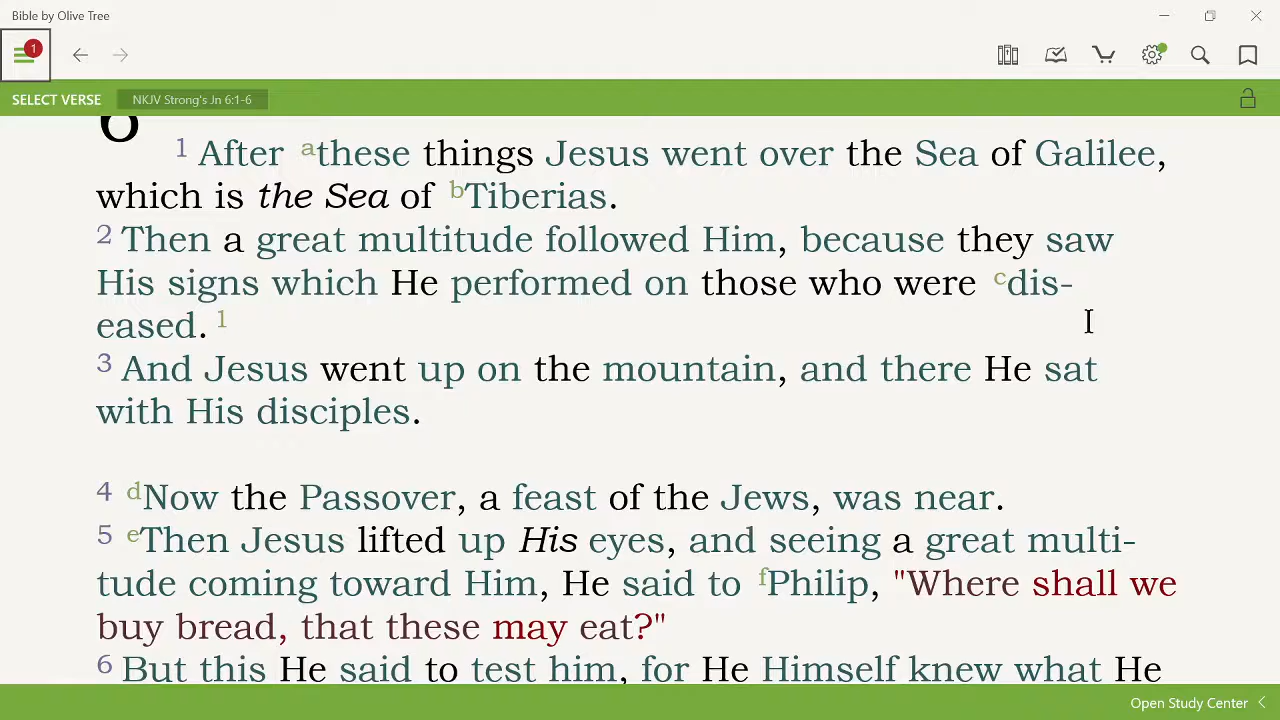 Bible by Olive Tree
1
SELECT VERSE NKJV Strong's Jn 6:1-6
6
1 After athese things Jesus went over the Sea of Galilee,
which is the Sea of bTiberias.
2 Then a great multitude followed Him, because they saw
His signs which He performed on those who were cdis-
eased. 1
3 And Jesus went up on the mountain, and there He sat
with His disciples.
4 dNow the Passover, a feast of the Jews, was near.
5 eThen Jesus lifted up His eyes, and seeing a great multi-
tude coming toward Him, He said to fPhilip, "Where shall we
buy bread, that these may eat?"
6 But this He said to test him, for He Himself knew what He
Open Study Center